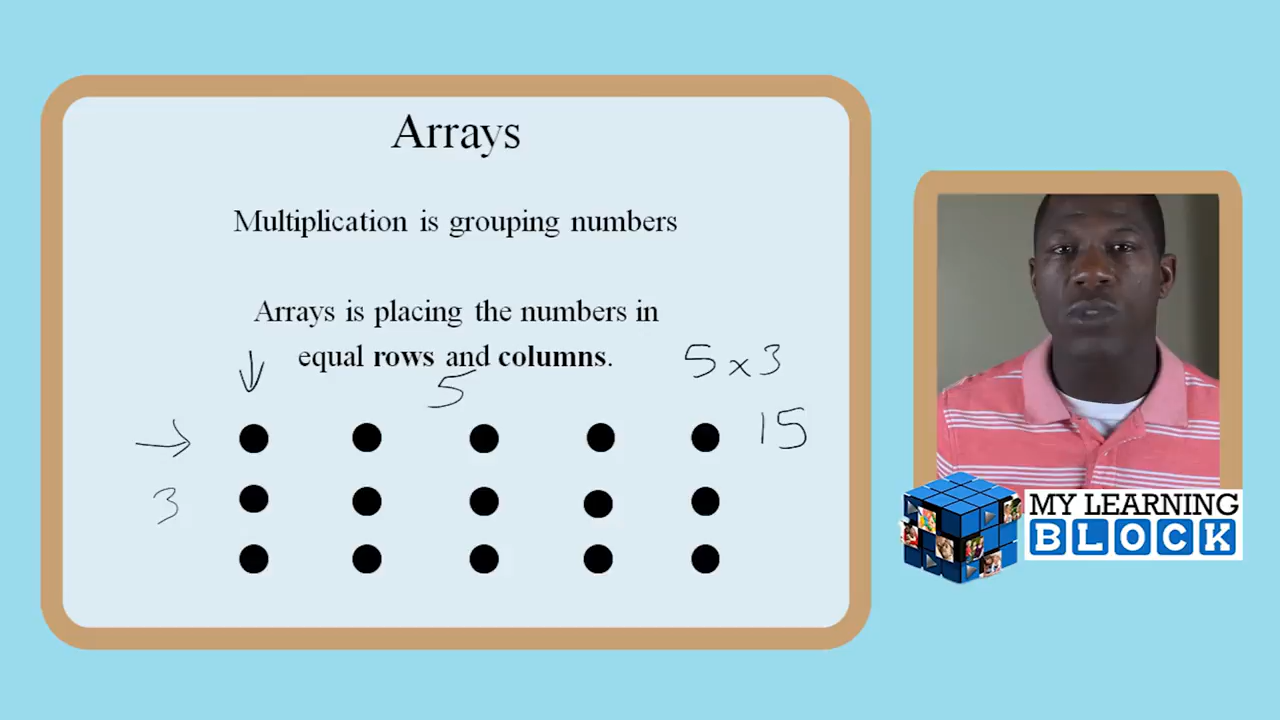 Arrays
Multiplication is grouping numbers
Arrays is placing the numbers in
equal rows and columns.
5 x 3
5
15
3
MY LEARNING
BLOCK